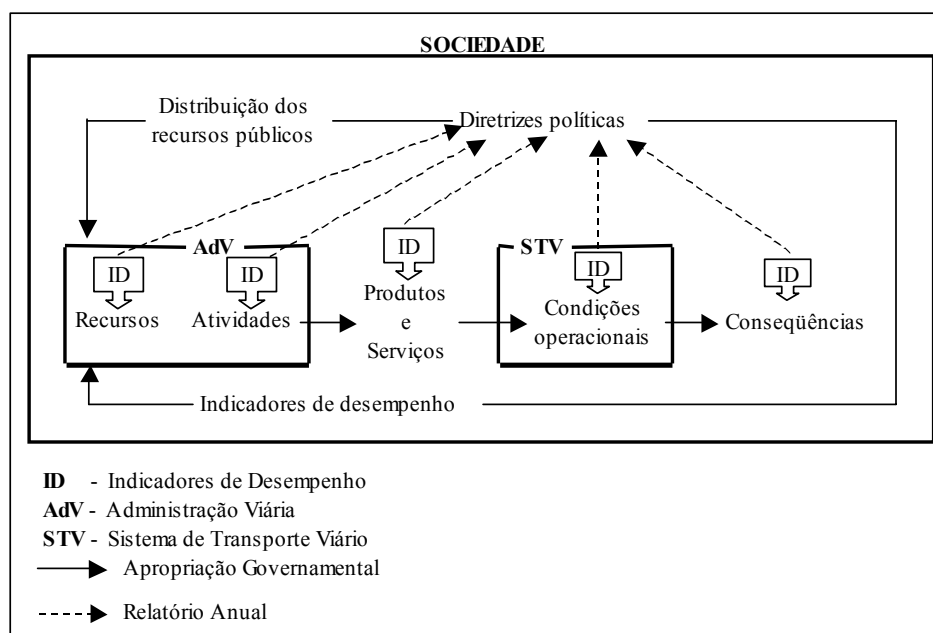 SOCIEDADE
Distribuição dos
recursos públicos
Diretrizes políticas
AdV
STV
ID
ID
ID
ID
ID
Recursos
Atividades
Produtos
e
Serviços
Condições
operacionais
Conseqüências
Indicadores de desempenho
ID - Indicadores de Desempenho
AdV - Administração Viária
STV - Sistema de Transporte Viário
Apropriação Governamental
Relatório Anual